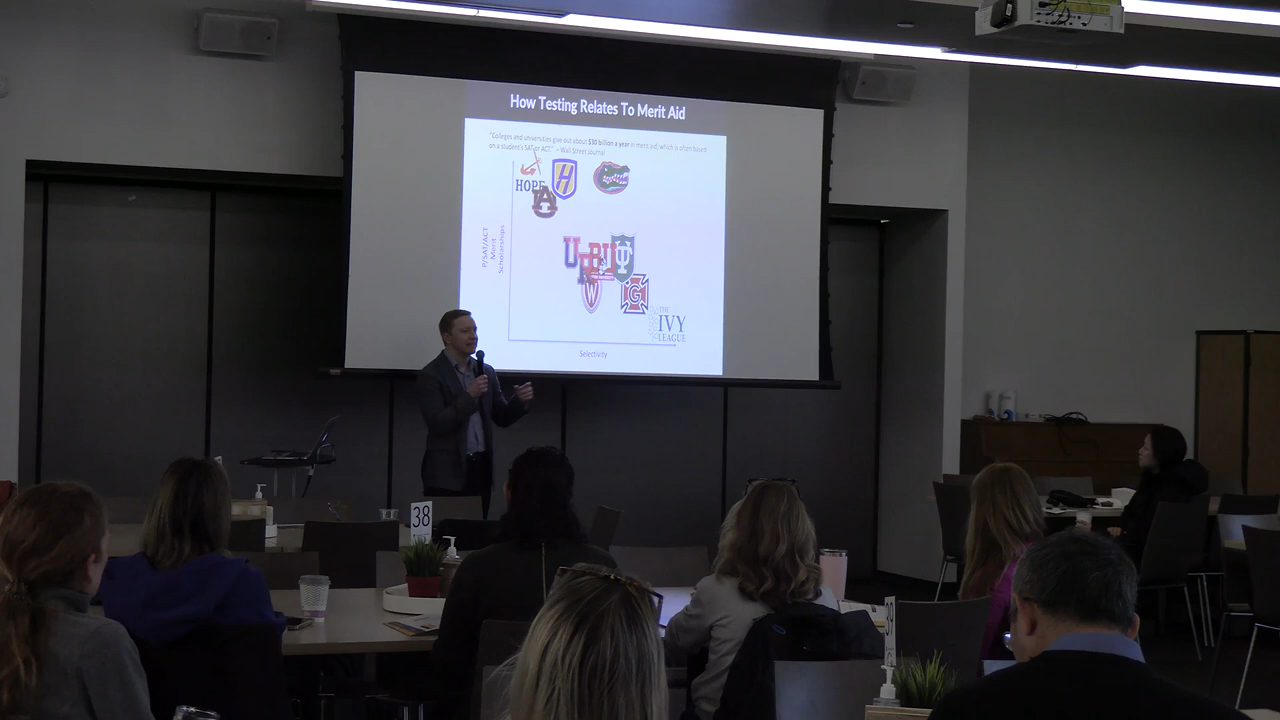 How Testing Relates To Merit Aid
"Colleges and universities give out about $30 billion a year in merit aid, which is often based
on a student's SAT or ACT." - Wall Street Journal
HOPE
H
A
P/SAT/ACT
Merit
Scholarships
U
BU
T
W
G
THE
IVY
LEAGUE
Selectivity
38
39